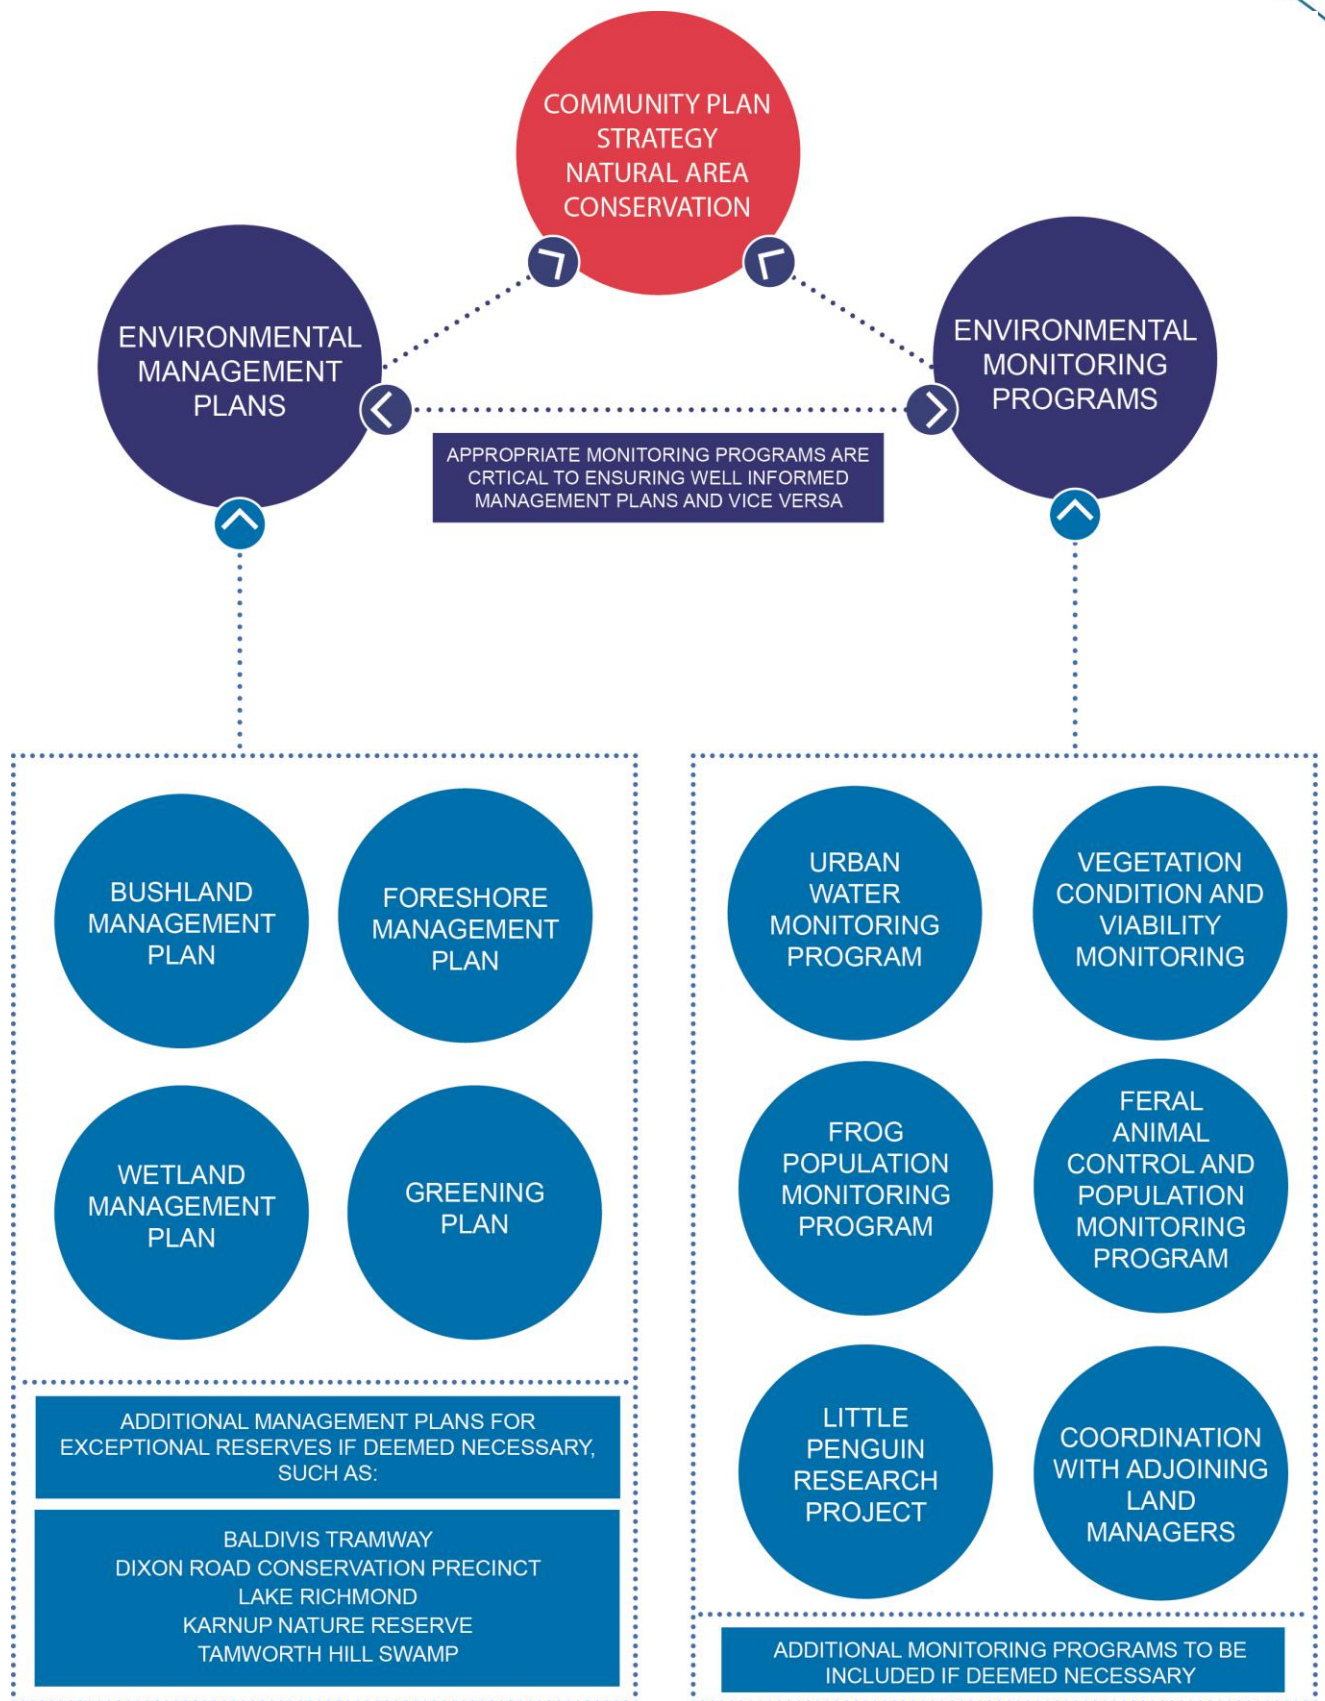 COMMUNITY PLAN
STRATEGY
NATURAL AREA
CONSERVATION
ENVIRONMENTAL
MANAGEMENT
PLANS
ENVIRONMENTAL
MONITORING
PROGRAMS
APPROPRIATE MONITORING PROGRAMS ARE
CRTICAL TO ENSURING WELL INFORMED
MANAGEMENT PLANS AND VICE VERSA
BUSHLAND
MANAGEMENT
PLAN
FORESHORE
MANAGEMENT
PLAN
WETLAND
MANAGEMENT
PLAN
GREENING
PLAN
ADDITIONAL MANAGEMENT PLANS FOR
EXCEPTIONAL RESERVES IF DEEMED NECESSARY,
SUCH AS:
BALDIVIS TRAMWAY
DIXON ROAD CONSERVATION PRECINCT
LAKE RICHMOND
KARNUP NATURE RESERVE
TAMWORTH HILL SWAMP
URBAN
WATER
MONITORING
PROGRAM
VEGETATION
CONDITION AND
VIABILITY
MONITORING
FROG
POPULATION
MONITORING
PROGRAM
FERAL
ANIMAL
CONTROL AND
POPULATION
MONITORING
PROGRAM
LITTLE
PENGUIN
RESEARCH
PROJECT
COORDINATION
WITH ADJOINING
LAND
MANAGERS
ADDITIONAL MONITORING PROGRAMS TO BE
INCLUDED IF DEEMED NECESSARY